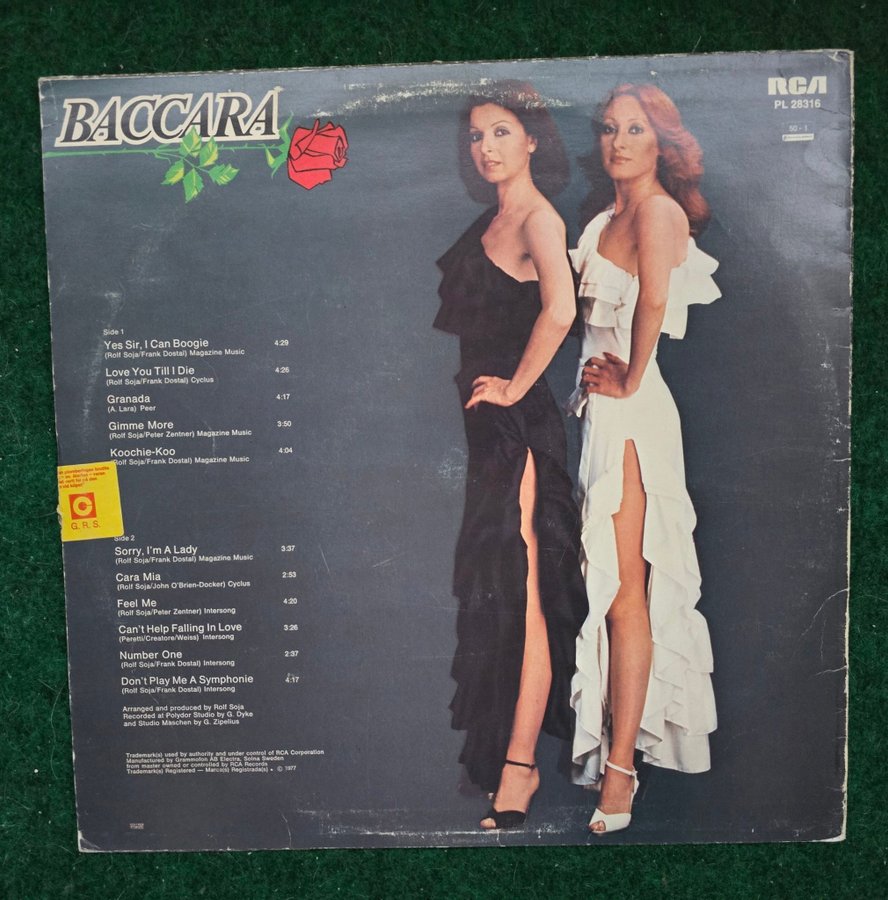 BACCARA
RCA
PL 28316
50 - 1
Side 1
Yes Sir, I Can Boogie 4:29
(Rolf Soja/Frank Dostal) Magazine Music
Love You Till I Die 4:26
(Rolf Soja/Frank Dostal) Cyclus
Granada 4:17
(A. Lara) Peer
Gimme More 3:50
(Rolf Soja/Peter Zentner) Magazine Music
Koochie-Koo 4:04
(Rolf Soja/Frank Dostal) Magazine Music
C
G. R. S.
Side 2
Sorry, I'm A Lady 3:37
(Rolf Soja/Frank Dostal) Magazine Music
Cara Mia 2:53
(Rolf Soja/John O'Brien-Docker) Cyclus
Feel Me 4:20
(Rolf Soja/Peter Zentner) Intersong
Can't Help Falling In Love 3:26
(Peretti/Creatore/Weiss) Intersong
Number One 2:37
(Rolf Soja/Frank Dostal) Intersong
Don't Play Me A Symphonie 4:17
(Rolf Soja/Frank Dostal) Intersong
Arranged and produced by Rolf Soja
Recorded at Polydor Studio by G. Dyke
and Studio Maschen by G. Zipelius
Trademark(s) used by authority and under control of RCA Corporation
Manufactured by Grammofon AB Electra, Solna Sweden
from master owned or controlled by RCA Records
Trademark(s) Registered — Marca(s) Registrada(s). © 1977